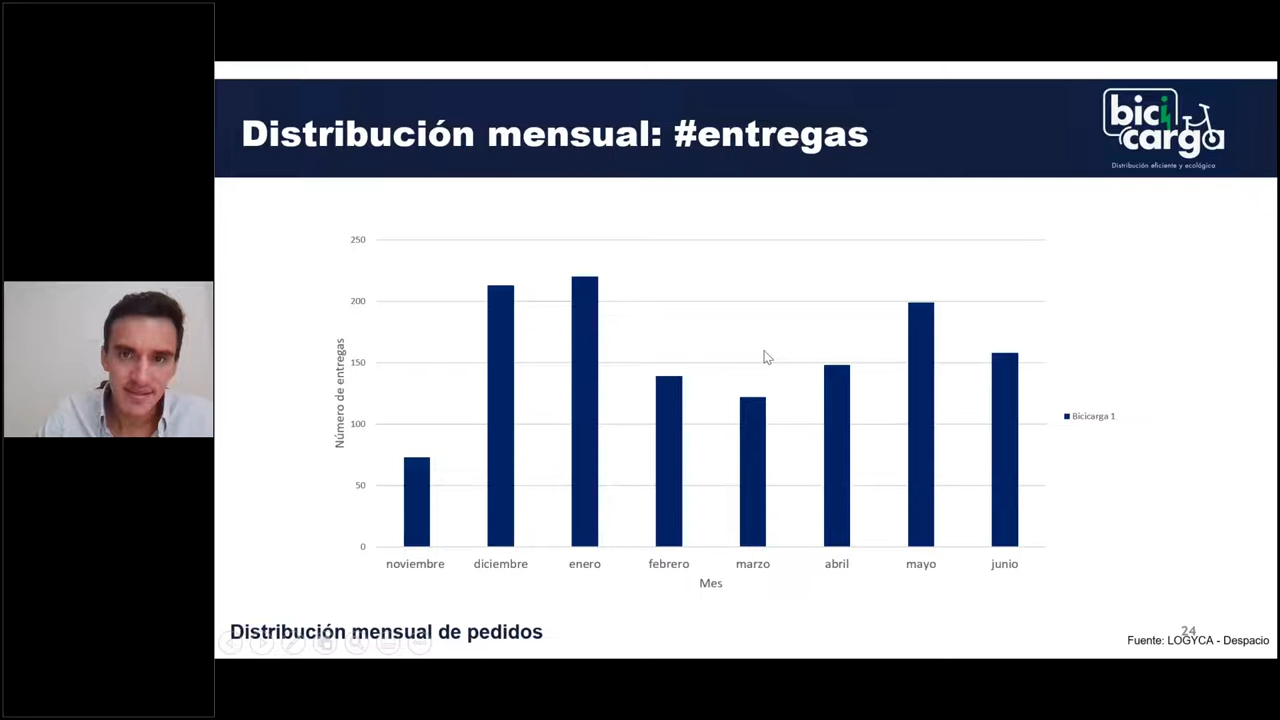 Distribución mensual: #entregas
bici
carga
Distribución eficiente y ecológica
250
200
150
100
50
0
Número de entregas
noviembre diciembre enero febrero marzo abril mayo junio
Mes
Bicicarga 1
Distribución mensual de pedidos
24
Fuente: LOGYCA - Despacio